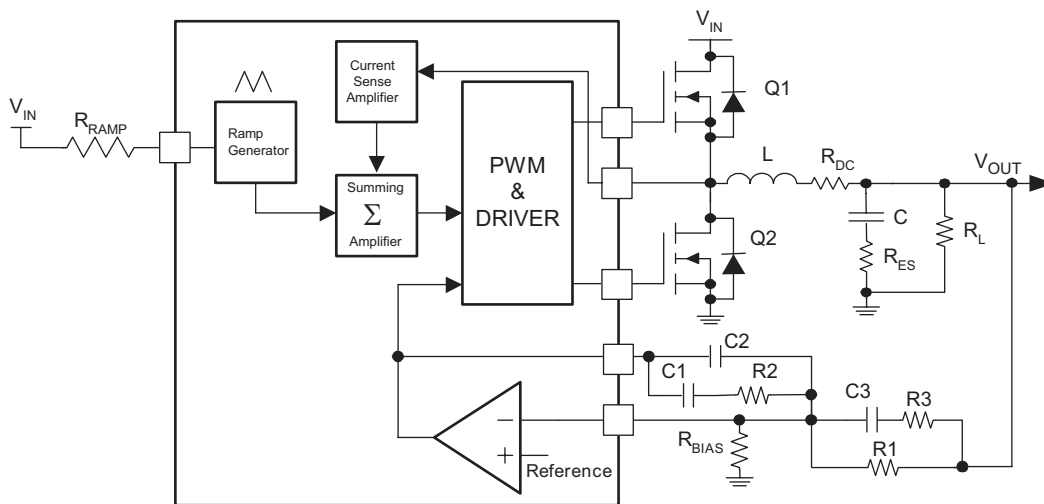 V_IN
Current
Sense
Amplifier
Q1
V_IN
R_RAMP
Ramp
Generator
PWM
&
DRIVER
L
R_DC
V_OUT
Summing
Σ
Amplifier
C
R_L
Q2
R_ES
C2
C1
R2
C3
R3
−
+
Reference
R_BIAS
R1